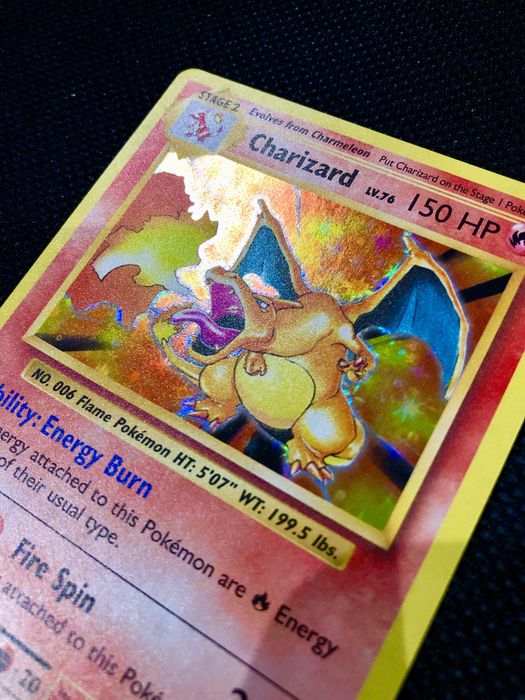 STAGE 2
Evolves from Charmeleon Put Charizard on the Stage 1
Charizard LV.76 150 HP
NO. 006 Flame Pokémon HT: 5'07" WT: 199.5 lbs.
Energy Burn
attached to this Pokémon are Energy
of their usual type.
Fire Spin
attached to this
20